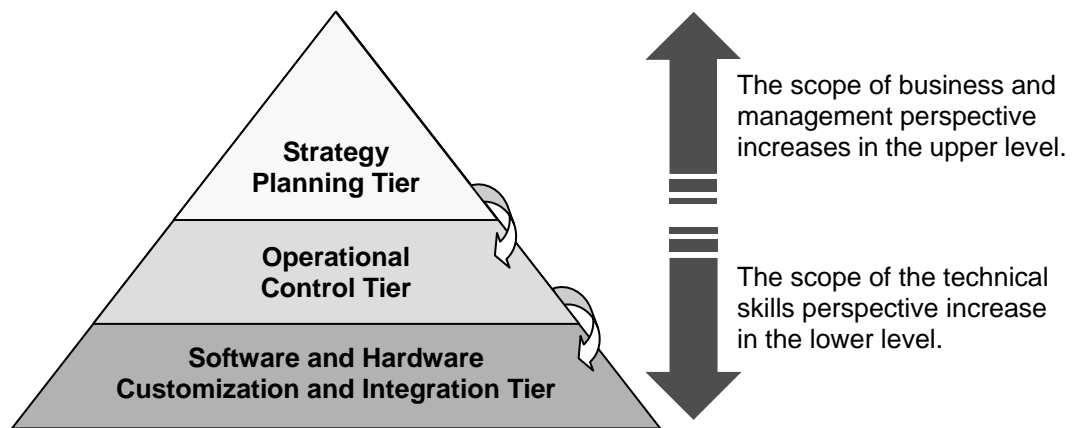 Strategy
Planning Tier
Operational
Control Tier
Software and Hardware
Customization and Integration Tier
The scope of business and
management perspective
increases in the upper level.
The scope of the technical
skills perspective increase
in the lower level.